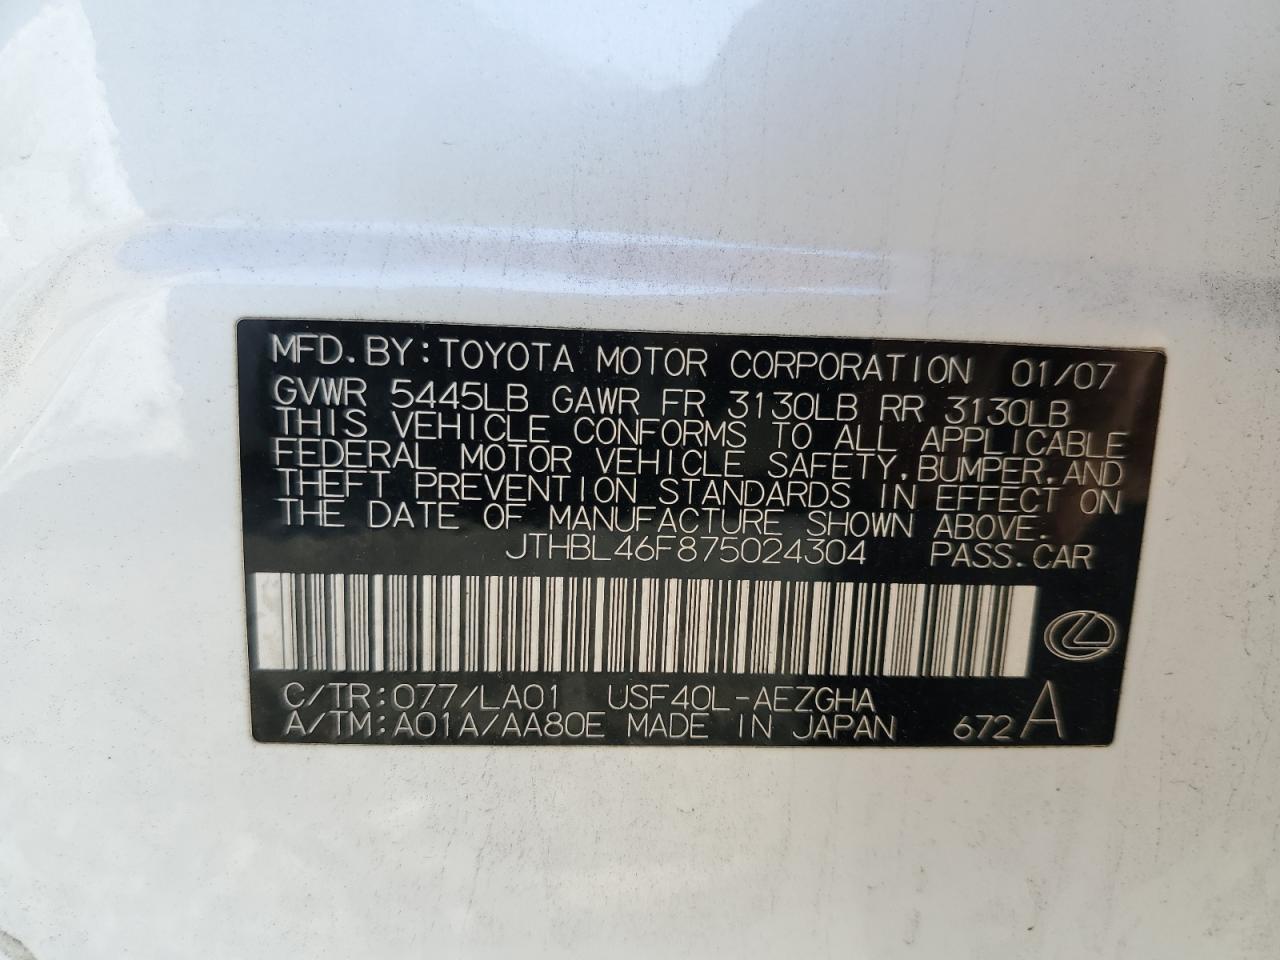 MFD.BY:TOYOTA MOTOR CORPORATION 01/07
GVWR 5445LB GAWR FR 3130LB RR 3130LB
THIS VEHICLE CONFORMS TO ALL APPLICABLE
FEDERAL MOTOR VEHICLE SAFETY,BUMPER,AND
THEFT PREVENTION STANDARDS IN EFFECT ON
THE DATE OF MANUFACTURE SHOWN ABOVE.
JTHBL46F875024304 PASS.CAR
C/TR:077/LA01 USF40L-AEZGHA
A/TM:A01A/AA80E MADE IN JAPAN 672A